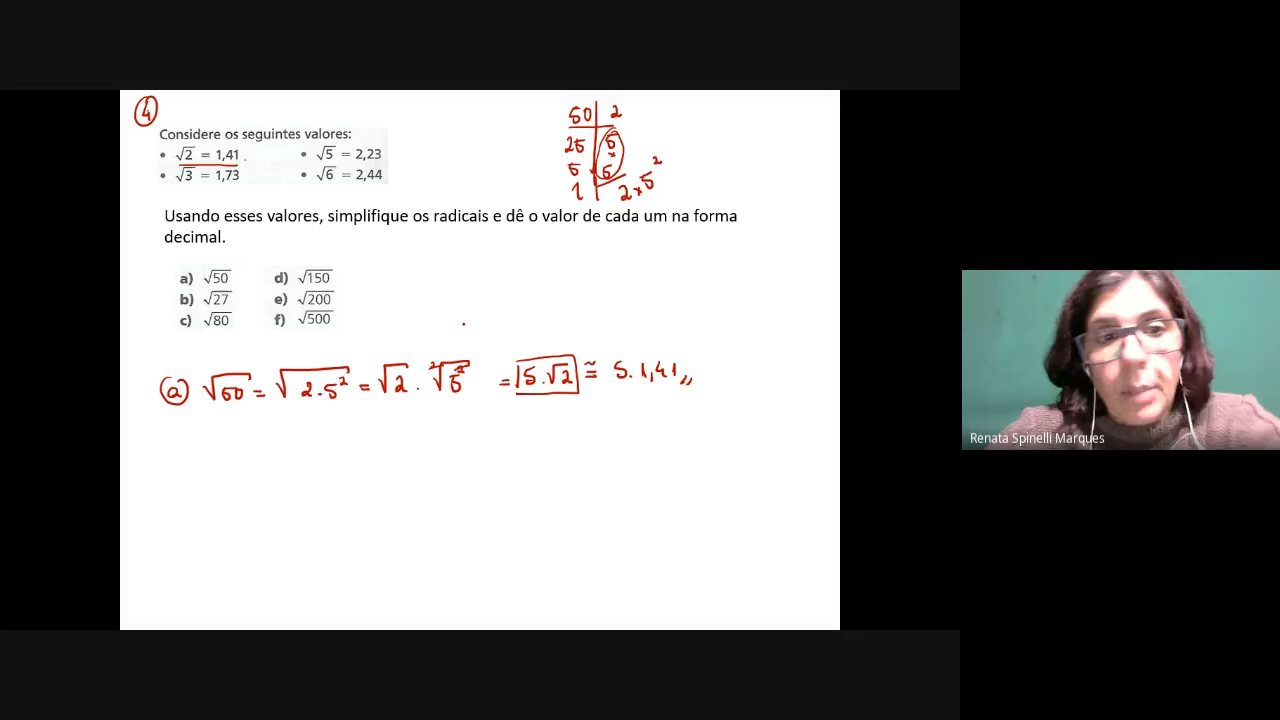 4
Considere os seguintes valores:
• √2 = 1,41 • √5 = 2,23
• √3 = 1,73 • √6 = 2,44
50 | 2
25 | 5
×
5 | 5
1 | 2 × 5²
Usando esses valores, simplifique os radicais e dê o valor de cada um na forma
decimal.
a) √50 d) √150
b) √27 e) √200
c) √80 f) √500
a) √50 = √2.5² = √2 . ²√5² = 5.√2 ≅ 5.1,41,,
Renata Spinelli Marques